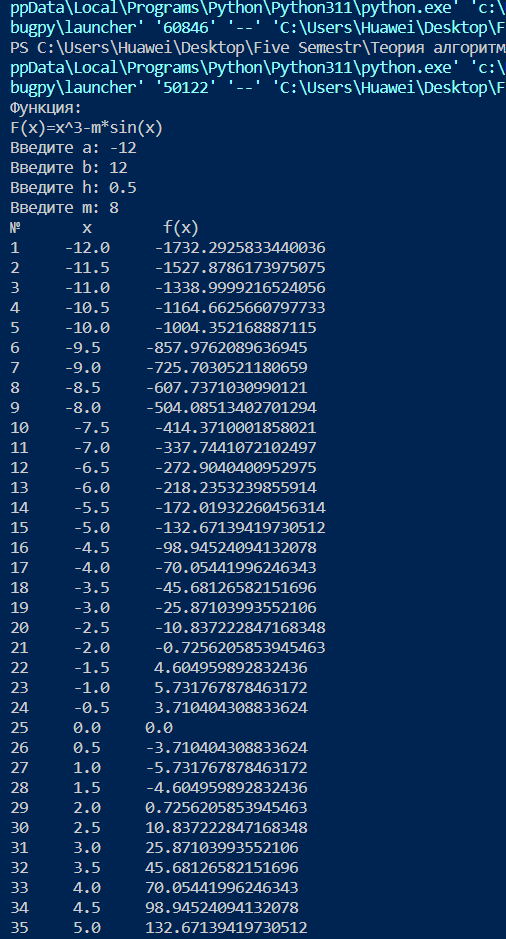 ppData\Local\Programs\Python\Python311\python.exe' 'c:\
bugpy\launcher' '60846' '--' 'C:\Users\Huawei\Desktop\F
PS C:\Users\Huawei\Desktop\Five Semestr\Теория алгоритм
ppData\Local\Programs\Python\Python311\python.exe' 'c:\
bugpy\launcher' '50122' '--' 'C:\Users\Huawei\Desktop\F
Функция:
F(x)=x^3-m*sin(x)
Введите a: -12
Введите b: 12
Введите h: 0.5
Введите m: 8
№ x f(x)
1 -12.0 -1732.2925833440036
2 -11.5 -1527.8786173975075
3 -11.0 -1338.9999216524056
4 -10.5 -1164.6625660797733
5 -10.0 -1004.352168887115
6 -9.5 -857.9762089636945
7 -9.0 -725.7030521180659
8 -8.5 -607.7371030990121
9 -8.0 -504.08513402701294
10 -7.5 -414.3710001858021
11 -7.0 -337.7441072102497
12 -6.5 -272.9040400952975
13 -6.0 -218.2353239855914
14 -5.5 -172.01932260456314
15 -5.0 -132.67139419730512
16 -4.5 -98.94524094132078
17 -4.0 -70.05441996246343
18 -3.5 -45.68126582151696
19 -3.0 -25.87103993552106
20 -2.5 -10.837222847168348
21 -2.0 -0.7256205853945463
22 -1.5 4.604959892832436
23 -1.0 5.731767878463172
24 -0.5 3.710404308833624
25 0.0 0.0
26 0.5 -3.710404308833624
27 1.0 -5.731767878463172
28 1.5 -4.604959892832436
29 2.0 0.7256205853945463
30 2.5 10.837222847168348
31 3.0 25.87103993552106
32 3.5 45.68126582151696
33 4.0 70.05441996246343
34 4.5 98.94524094132078
35 5.0 132.67139419730512